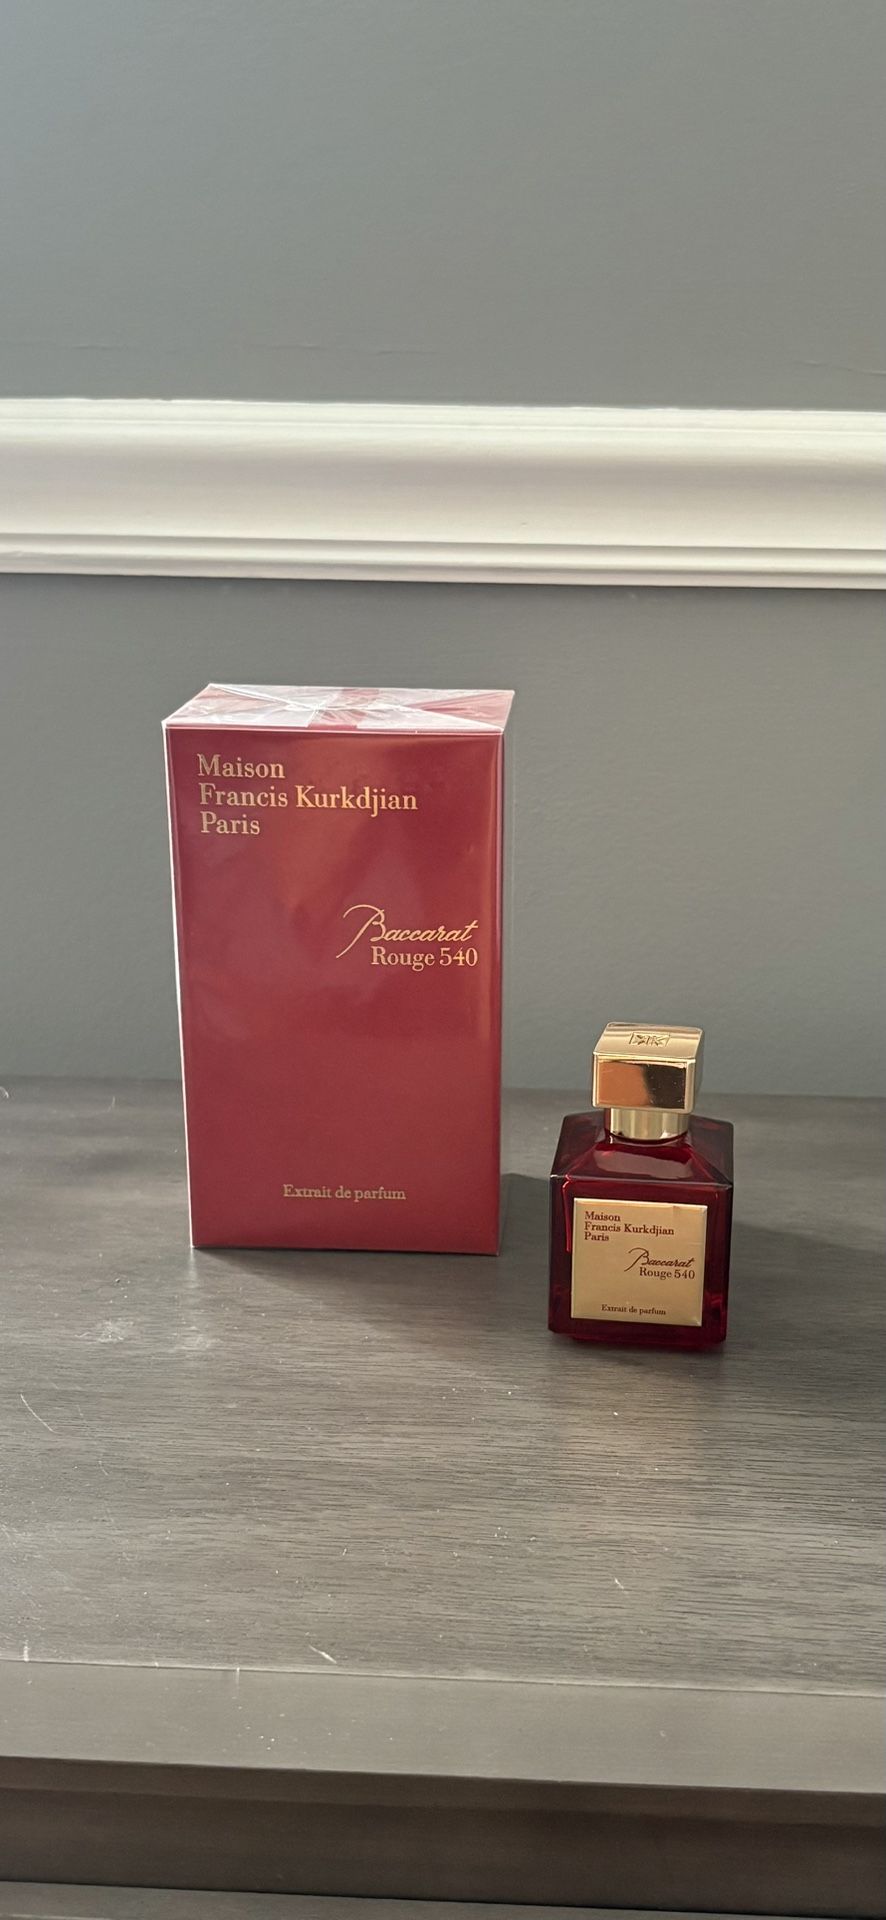 Maison
Francis Kurkdjian
Paris
Baccarat
Rouge 540
Extrait de parfum
Maison
Francis Kurkdjian
Paris
Baccarat
Rouge 540
Extrait de parfum